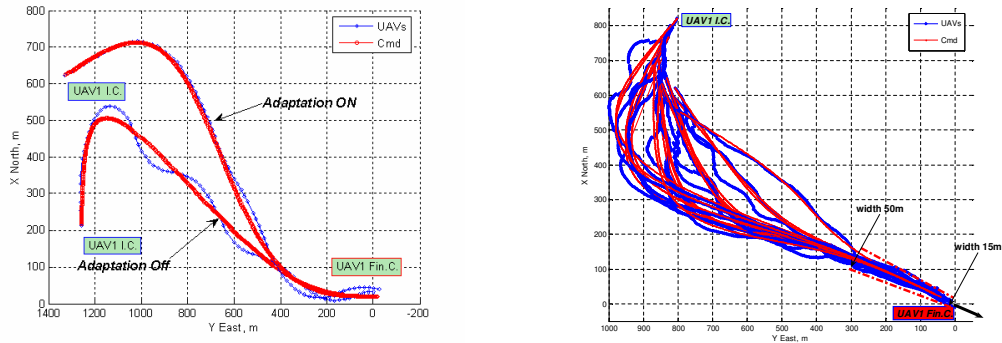 800
700
600
500
400
300
200
100
0
1400 1200 1000 800 600 400 200 0 -200
X North, m
Y East, m
UAVs
Cmd
UAV1 I.C.
Adaptation ON
UAV1 I.C.
Adaptation Off
UAV1 Fin.C.
800
700
600
500
400
300
200
100
0
1000 900 800 700 600 500 400 300 200 100 0
X North, m
Y East, m
UAV1 I.C.
UAVs
Cmd
width 50m
width 15m
UAV1 Fin.C.